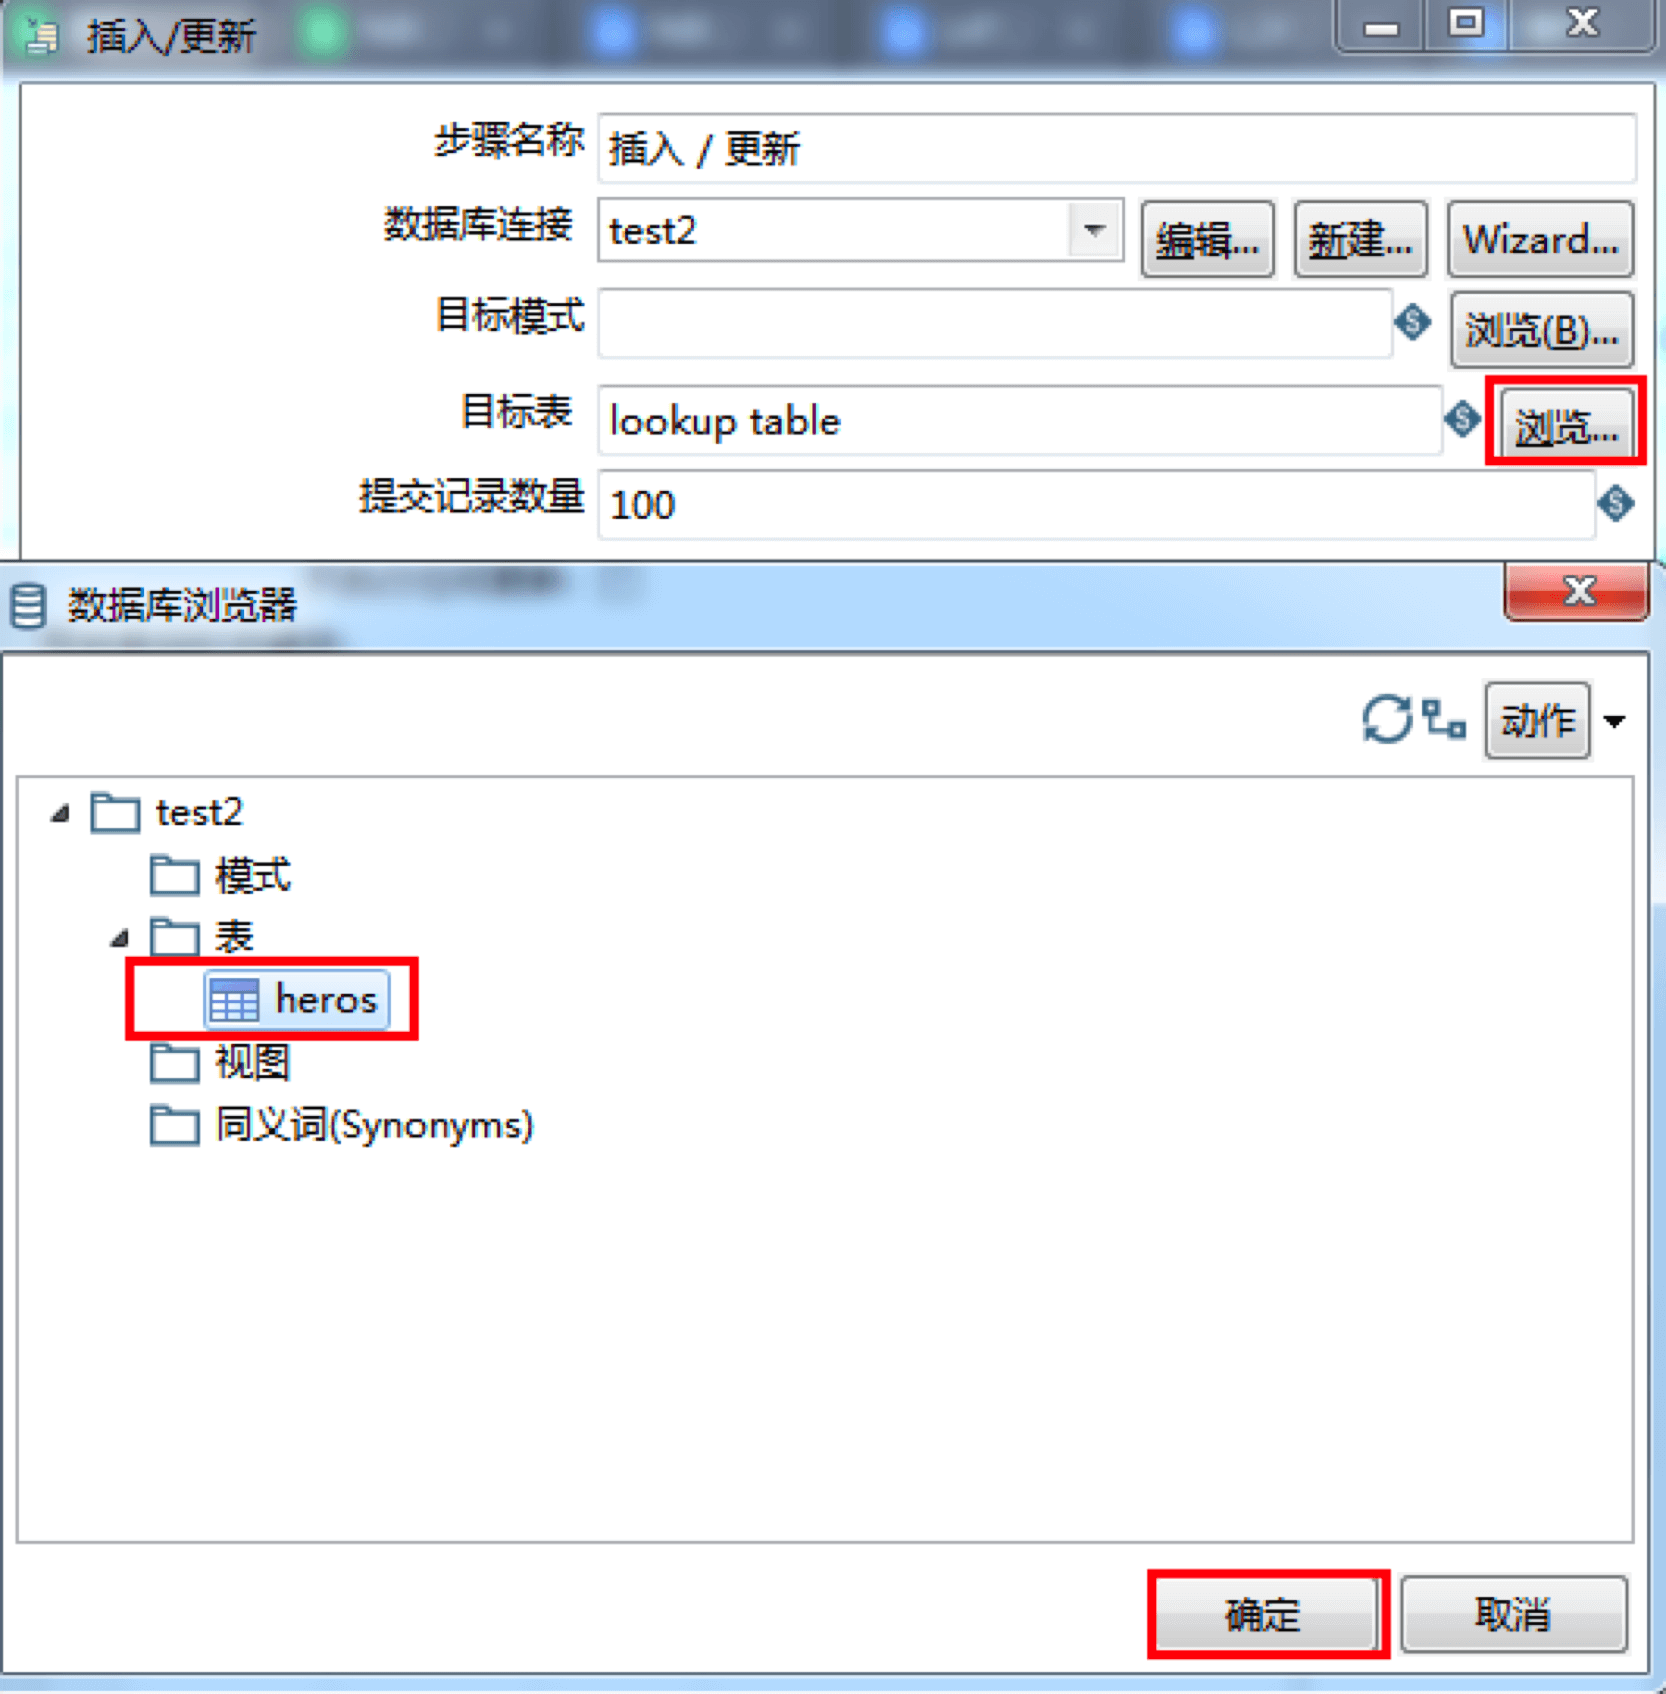 插入/更新
步骤名称 插入 / 更新
数据库连接 test2 编辑... 新建... Wizard...
目标模式 浏览(B)...
目标表 lookup table 浏览...
提交记录数量 100
数据库浏览器
动作
test2
模式
表
heros
视图
同义词(Synonyms)
确定 取消